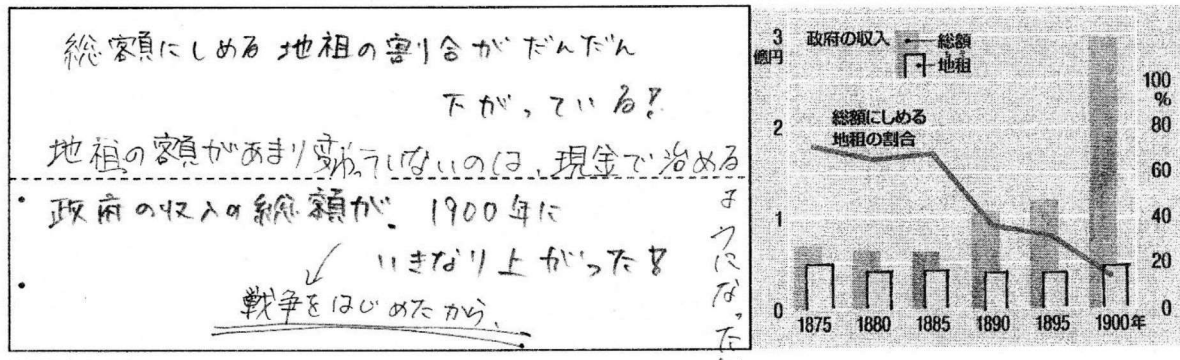 総額にしめる地祖の割り合がだんだん
下がっている?
地祖の額があまり変わっていないのは、現金で治める
ようになった
・政府の収入の総額が、1900年に
いきなり上がった?
・
戦争をはじめたから。
3
億円
政府の収入
総額
地租
総額にしめる
地租の割合
2
1
0
100
%
80
60
40
20
0
1875
1880
1885
1890
1895
1900年